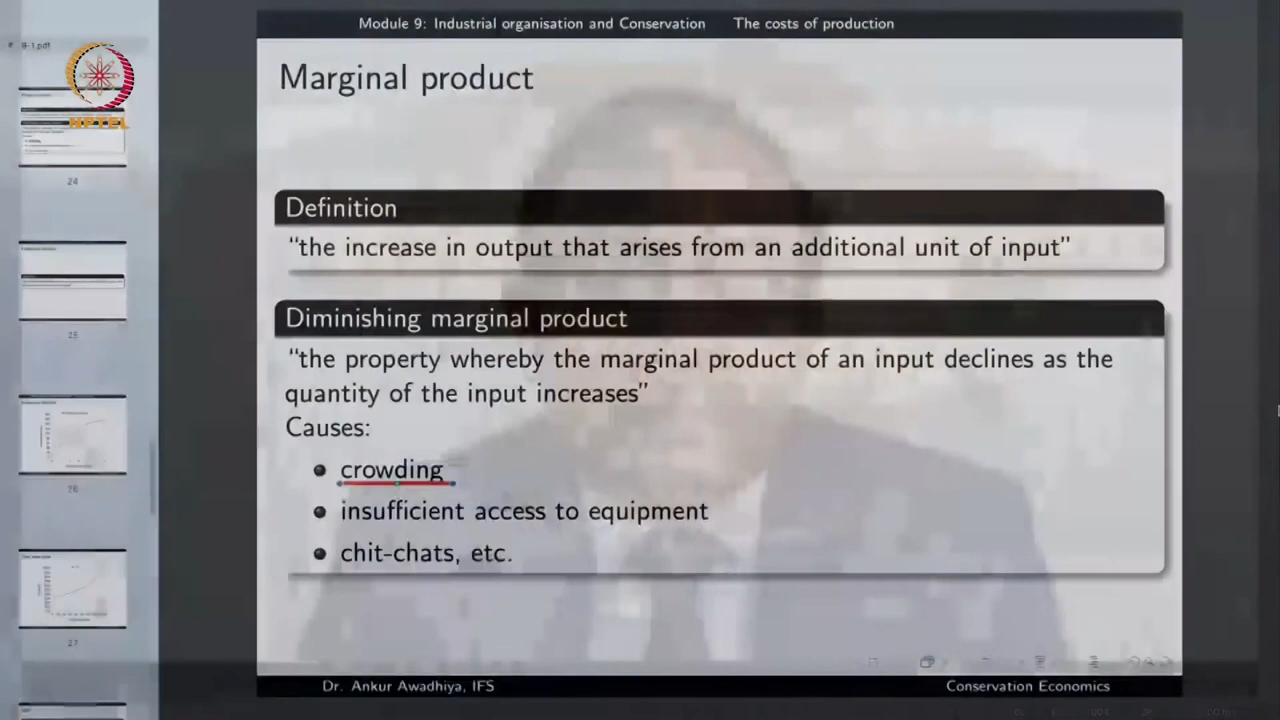 Module 9: Industrial organisation and Conservation The costs of production
9-1.pdf
NPTEL
Marginal product
Definition
“the increase in output that arises from an additional unit of input”
Diminishing marginal product
“the property whereby the marginal product of an input declines as the
quantity of the input increases”
Causes:
crowding
insufficient access to equipment
chit-chats, etc.
24
25
26
27
Dr. Ankur Awadhiya, IFS Conservation Economics